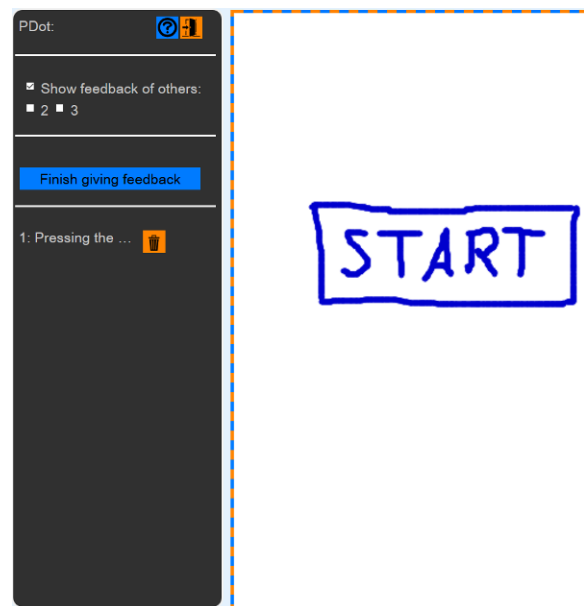 PDot:
Show feedback of others:
2 3
Finish giving feedback
1: Pressing the ...
START